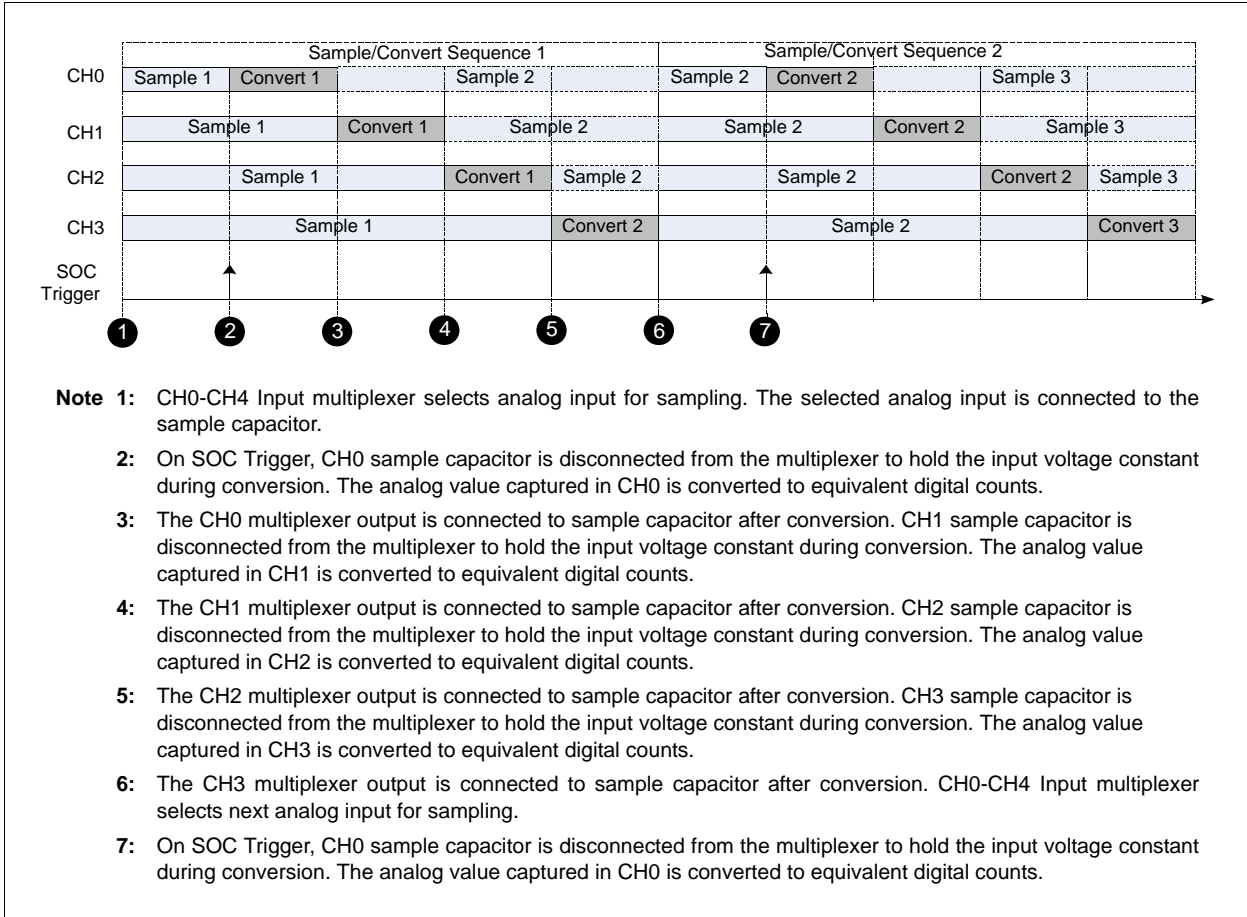 Sample/Convert Sequence 1 Sample/Convert Sequence 2
CH0 Sample 1 Convert 1 Sample 2 Sample 2 Convert 2 Sample 3
CH1 Sample 1 Convert 1 Sample 2 Sample 2 Convert 2 Sample 3
CH2 Sample 1 Convert 1 Sample 2 Sample 2 Convert 2 Sample 3
CH3 Sample 1 Convert 2 Sample 2 Convert 3
SOC
Trigger
1 2 3 4 5 6 7
Note 1: CH0-CH4 Input multiplexer selects analog input for sampling. The selected analog input is connected to the
sample capacitor.
2: On SOC Trigger, CH0 sample capacitor is disconnected from the multiplexer to hold the input voltage constant
during conversion. The analog value captured in CH0 is converted to equivalent digital counts.
3: The CH0 multiplexer output is connected to sample capacitor after conversion. CH1 sample capacitor is
disconnected from the multiplexer to hold the input voltage constant during conversion. The analog value
captured in CH1 is converted to equivalent digital counts.
4: The CH1 multiplexer output is connected to sample capacitor after conversion. CH2 sample capacitor is
disconnected from the multiplexer to hold the input voltage constant during conversion. The analog value
captured in CH2 is converted to equivalent digital counts.
5: The CH2 multiplexer output is connected to sample capacitor after conversion. CH3 sample capacitor is
disconnected from the multiplexer to hold the input voltage constant during conversion. The analog value
captured in CH3 is converted to equivalent digital counts.
6: The CH3 multiplexer output is connected to sample capacitor after conversion. CH0-CH4 Input multiplexer
selects next analog input for sampling.
7: On SOC Trigger, CH0 sample capacitor is disconnected from the multiplexer to hold the input voltage constant
during conversion. The analog value captured in CH0 is converted to equivalent digital counts.